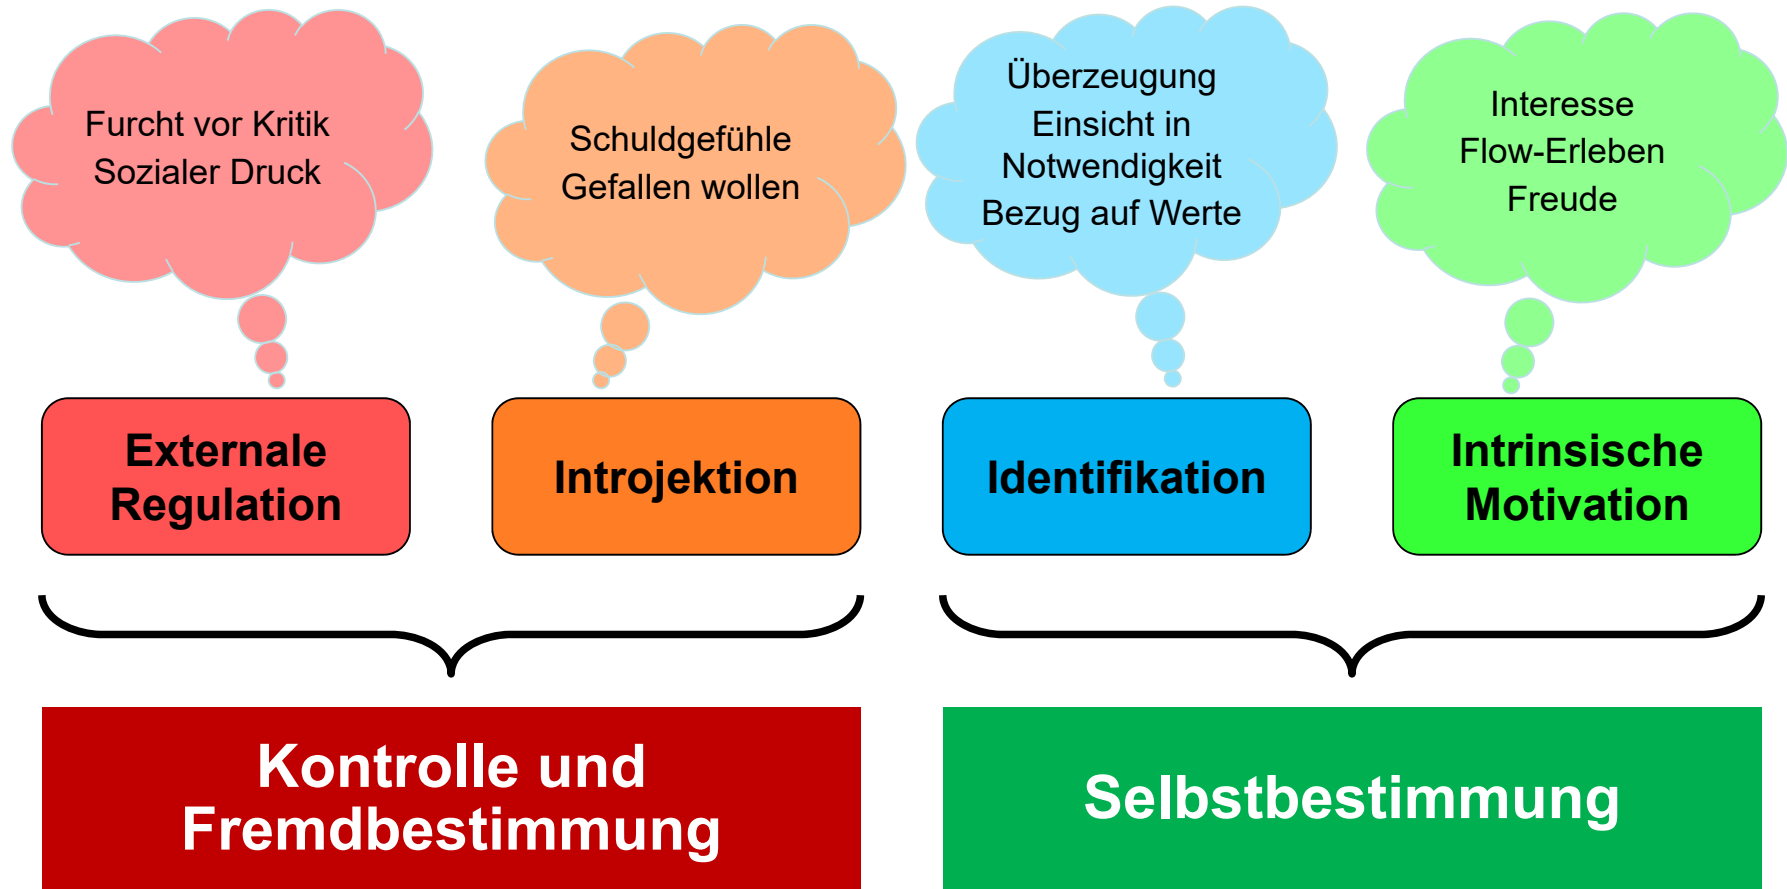 Furcht vor Kritik
Sozialer Druck
Schuldgefühle
Gefallen wollen
Überzeugung
Einsicht in
Notwendigkeit
Bezug auf Werte
Interesse
Flow-Erleben
Freude
Externale
Regulation
Introjektion
Identifikation
Intrinsische
Motivation
Kontrolle und
Fremdbestimmung
Selbstbestimmung